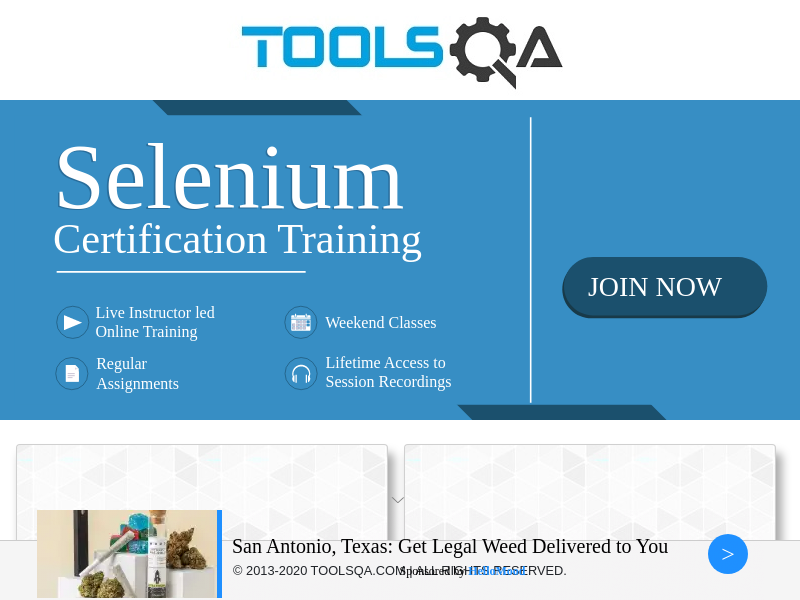 TOOLSQA
Selenium
Certification Training
JOIN NOW
Live Instructor led
Online Training
Weekend Classes
Regular
Assignments
Lifetime Access to
Session Recordings
San Antonio, Texas: Get Legal Weed Delivered to You
>
© 2013-2020 TOOLSQA.COM | ALL RIGHTS RESERVED.
Sponsored by